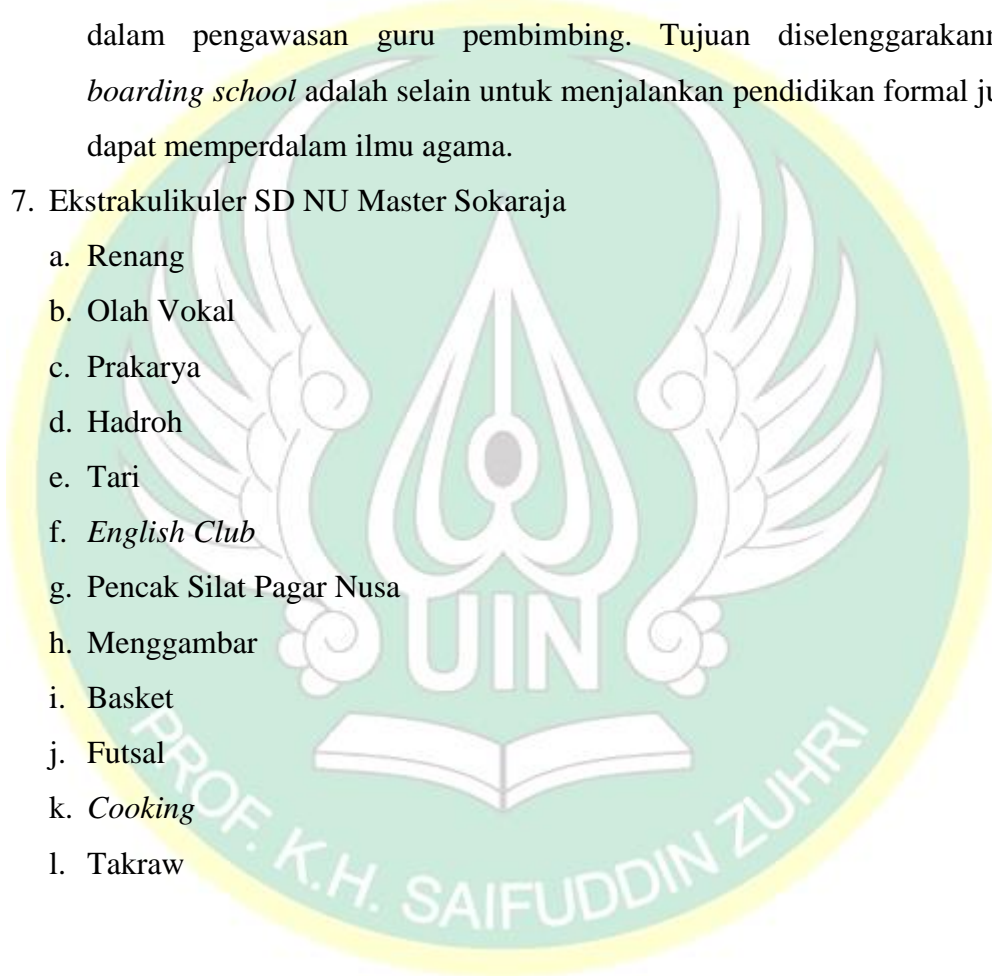 dalam pengawasan guru pembimbing. Tujuan diselenggarakann
boarding school adalah selain untuk menjalankan pendidikan formal ju
dapat memperdalam ilmu agama.
7. Ekstrakulikuler SD NU Master Sokaraja
a. Renang
b. Olah Vokal
c. Prakarya
d. Hadroh
e. Tari
f. English Club
g. Pencak Silat Pagar Nusa
h. Menggambar
i. Basket
j. Futsal
k. Cooking
l. Takraw
UIN
PROF. K.H. SAIFUDDIN ZUHRI